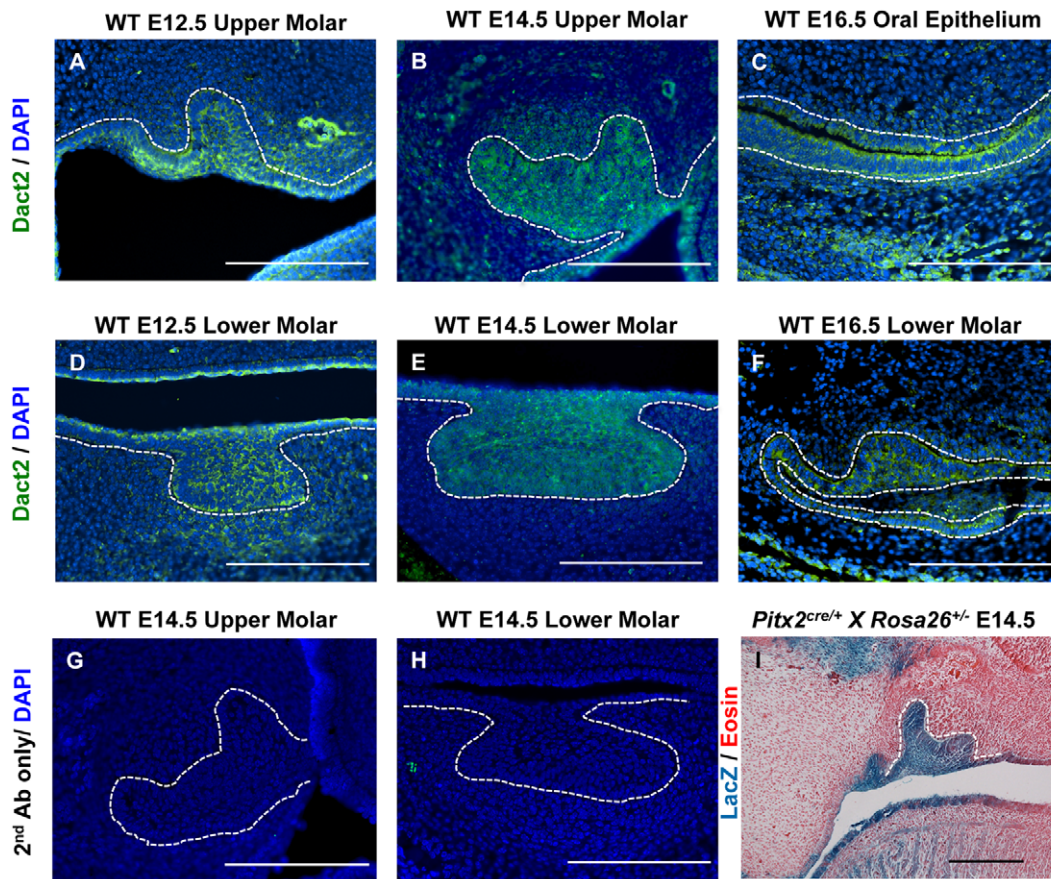 WT E12.5 Upper Molar
WT E14.5 Upper Molar
WT E16.5 Oral Epithelium
Dact2 / DAPI
A
B
C
WT E12.5 Lower Molar
WT E14.5 Lower Molar
WT E16.5 Lower Molar
Dact2 / DAPI
D
E
F
WT E14.5 Upper Molar
WT E14.5 Lower Molar
Pitx2cre/+ X Rosa26+/- E14.5
2nd Ab only/ DAPI
G
H
LacZ / Eosin
I